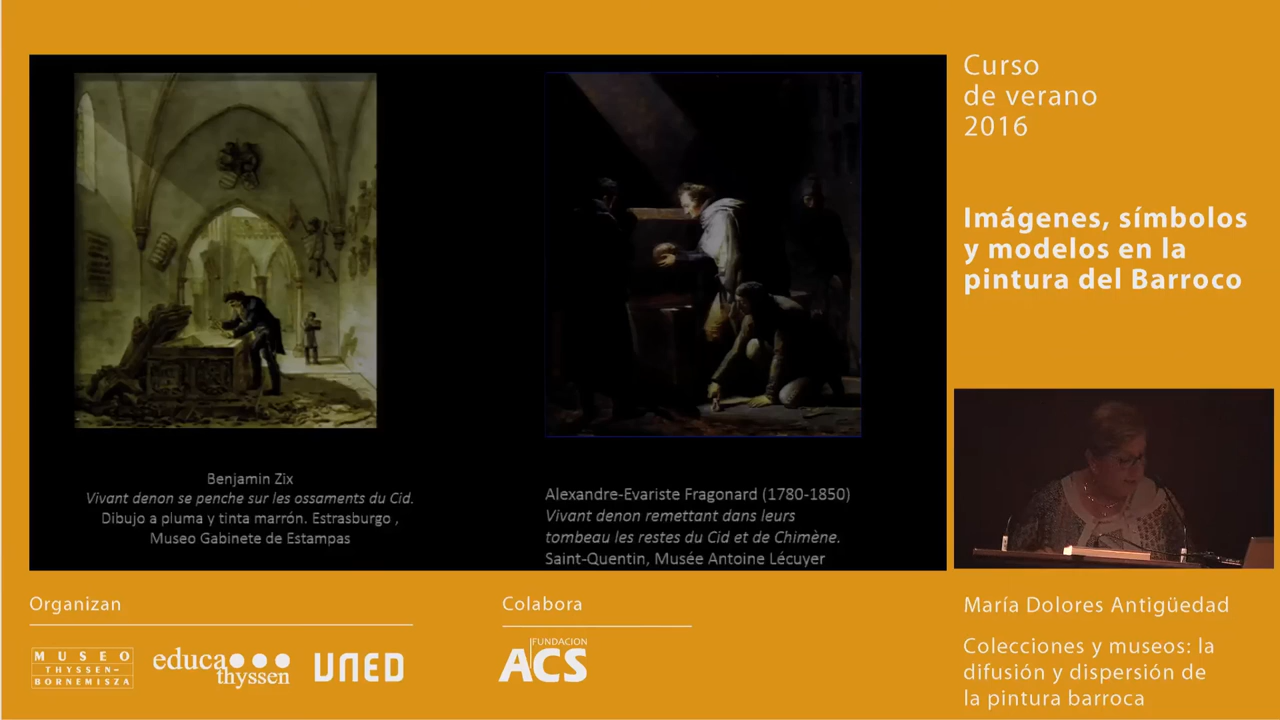 Curso
de verano
2016
Imágenes, símbolos
y modelos en la
pintura del Barroco
Benjamin Zix
Vivant denon se penche sur les ossaments du Cid.
Dibujo a pluma y tinta marrón. Estrasburgo ,
Museo Gabinete de Estampas
Alexandre-Evariste Fragonard (1780-1850)
Vivant denon remettant dans leurs
tombeau les restes du Cid et de Chimène.
Saint-Quentin, Musée Antoine Lécuyer
María Dolores Antigüedad
Colecciones y museos: la
difusión y dispersión de
la pintura barroca
Organizan
MUSEO
THYSSEN-
BORNEMISZA
educa
thyssen
UNED
Colabora
FUNDACION
ACS